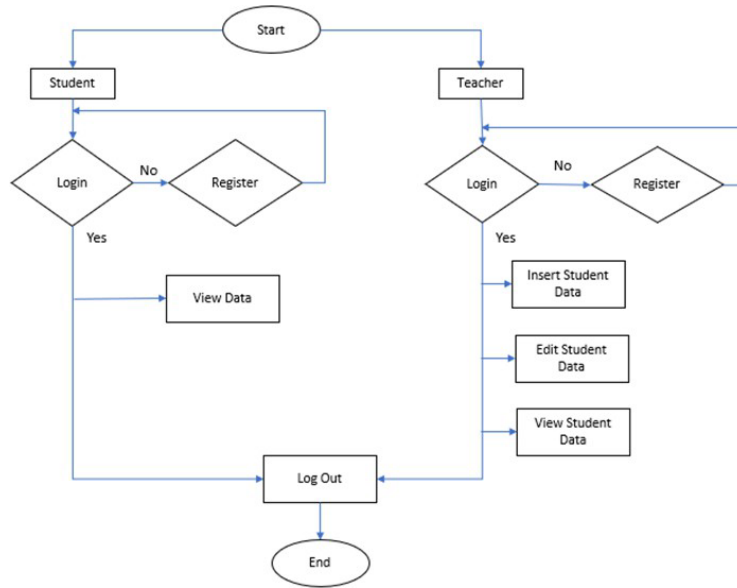 Start
Student
Teacher
Login
No
Register
Login
No
Register
Yes
Yes
View Data
Insert Student
Data
Edit Student
Data
View Student
Data
Log Out
End